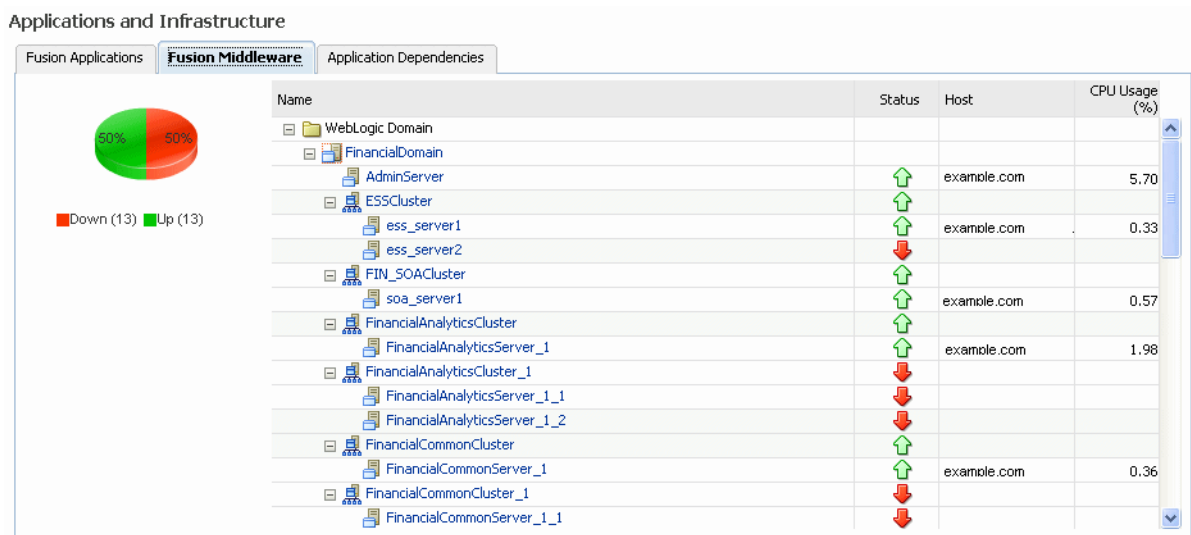 Applications and Infrastructure
Fusion Applications Fusion Middleware Application Dependencies
Name Status Host CPU Usage (%)
50% 50%
Down (13) Up (13)
WebLogic Domain
FinancialDomain
AdminServer example.com 5.70
ESSCluster
ess_server1 example.com . 0.33
ess_server2
FIN_SOACluster
soa_server1 example.com 0.57
FinancialAnalyticsCluster
FinancialAnalyticsServer_1 example.com 1.98
FinancialAnalyticsCluster_1
FinancialAnalyticsServer_1_1
FinancialAnalyticsServer_1_2
FinancialCommonCluster
FinancialCommonServer_1 example.com 0.36
FinancialCommonCluster_1
FinancialCommonServer_1_1